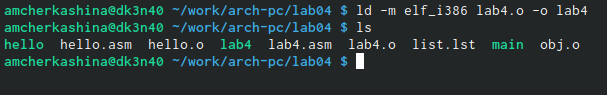 amcherkashina@dk3n40 ~/work/arch-pc/lab04 $ ld -m elf_i386 lab4.o -o lab4
amcherkashina@dk3n40 ~/work/arch-pc/lab04 $ ls
hello hello.asm hello.o lab4 lab4.asm lab4.o list.lst main obj.o
amcherkashina@dk3n40 ~/work/arch-pc/lab04 $